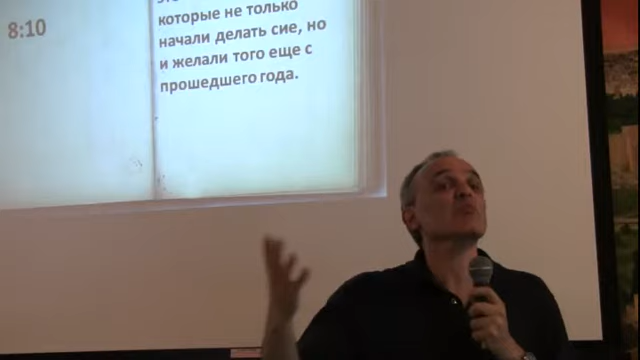 8:10
которые не только
начали делать сие, но
и желали того еще с
прошедшего года.